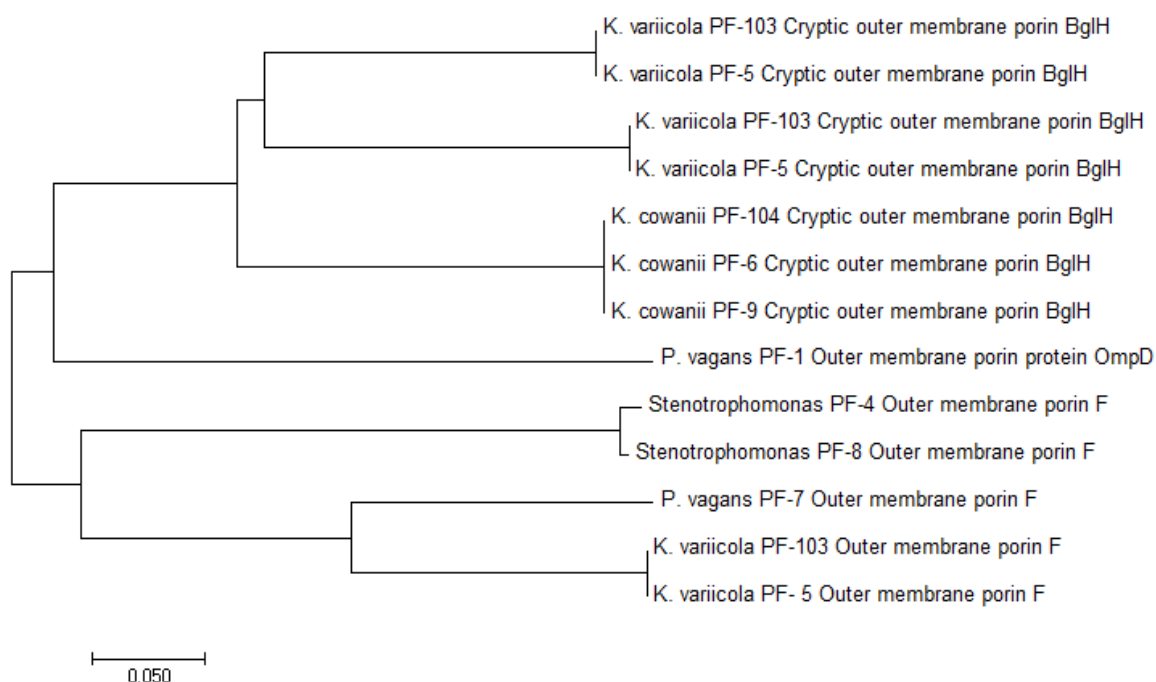 K. variicola PF-103 Cryptic outer membrane porin BglH
K. variicola PF-5 Cryptic outer membrane porin BglH
K. variicola PF-103 Cryptic outer membrane porin BglH
K. variicola PF-5 Cryptic outer membrane porin BglH
K. cowanii PF-104 Cryptic outer membrane porin BglH
K. cowanii PF-6 Cryptic outer membrane porin BglH
K. cowanii PF-9 Cryptic outer membrane porin BglH
P. vagans PF-1 Outer membrane porin protein OmpD
Stenotrophomonas PF-4 Outer membrane porin F
Stenotrophomonas PF-8 Outer membrane porin F
P. vagans PF-7 Outer membrane porin F
K. variicola PF-103 Outer membrane porin F
K. variicola PF- 5 Outer membrane porin F
0.050